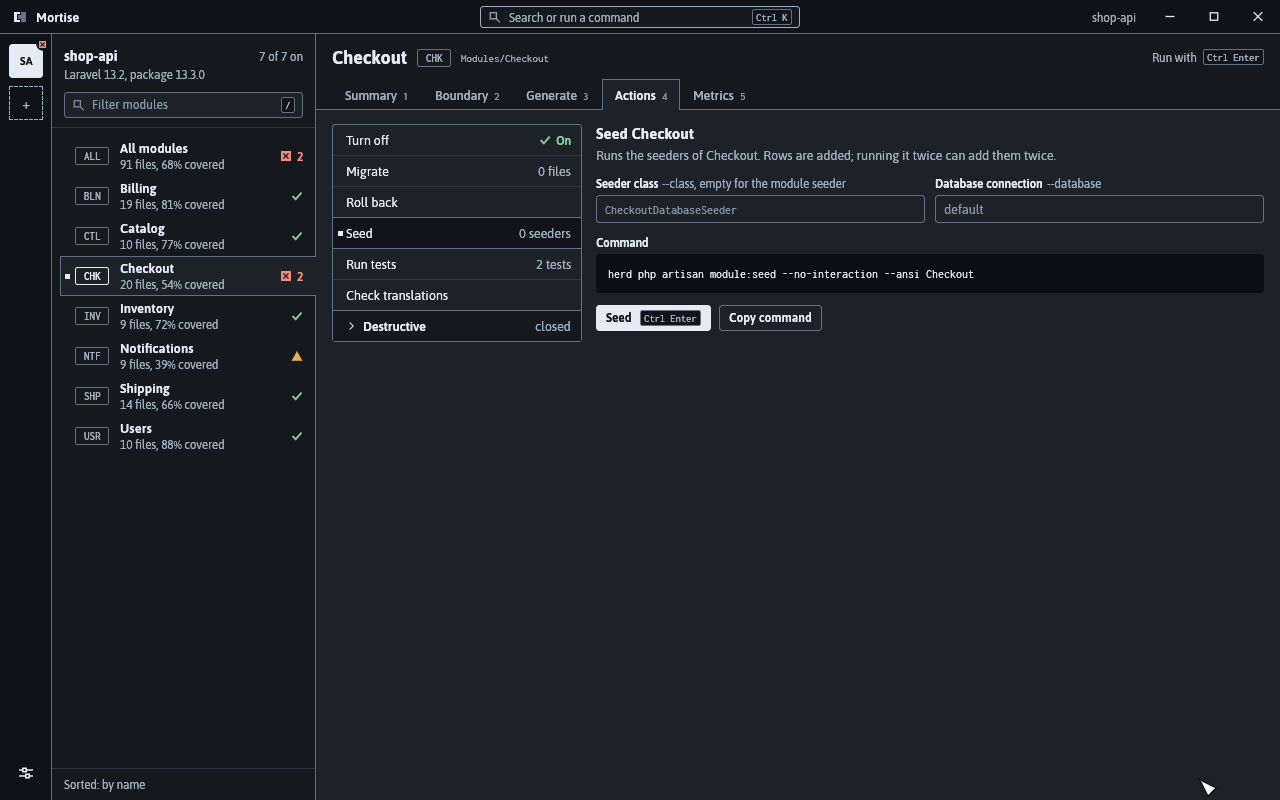 Mortise
Search or run a command Ctrl K
shop-api
SA
+
shop-api 7 of 7 on
Laravel 13.2, package 13.3.0
Filter modules /
ALL All modules 2
91 files, 68% covered
BLN Billing
19 files, 81% covered
CTL Catalog
10 files, 77% covered
CHK Checkout 2
20 files, 54% covered
INV Inventory
9 files, 72% covered
NTF Notifications
9 files, 39% covered
SHP Shipping
14 files, 66% covered
USR Users
10 files, 88% covered
Sorted: by name
Checkout CHK Modules/Checkout
Run with Ctrl Enter
Summary 1 Boundary 2 Generate 3 Actions 4 Metrics 5
Turn off On
Migrate 0 files
Roll back
Seed 0 seeders
Run tests 2 tests
Check translations
Destructive closed
Seed Checkout
Runs the seeders of Checkout. Rows are added; running it twice can add them twice.
Seeder class --class, empty for the module seeder
CheckoutDatabaseSeeder
Database connection --database
default
Command
herd php artisan module:seed --no-interaction --ansi Checkout
Seed Ctrl Enter
Copy command